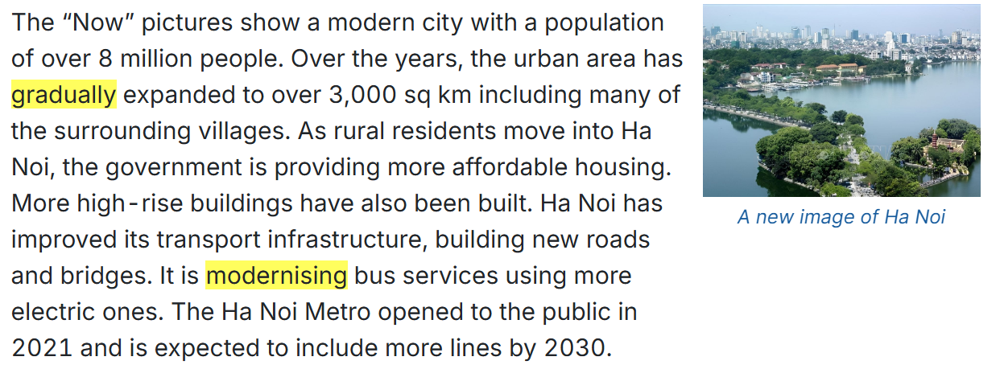 The “Now” pictures show a modern city with a population
of over 8 million people. Over the years, the urban area has
gradually expanded to over 3,000 sq km including many of
the surrounding villages. As rural residents move into Ha
Noi, the government is providing more affordable housing.
More high-rise buildings have also been built. Ha Noi has
improved its transport infrastructure, building new roads
and bridges. It is modernising bus services using more
electric ones. The Ha Noi Metro opened to the public in
2021 and is expected to include more lines by 2030.
A new image of Ha Noi